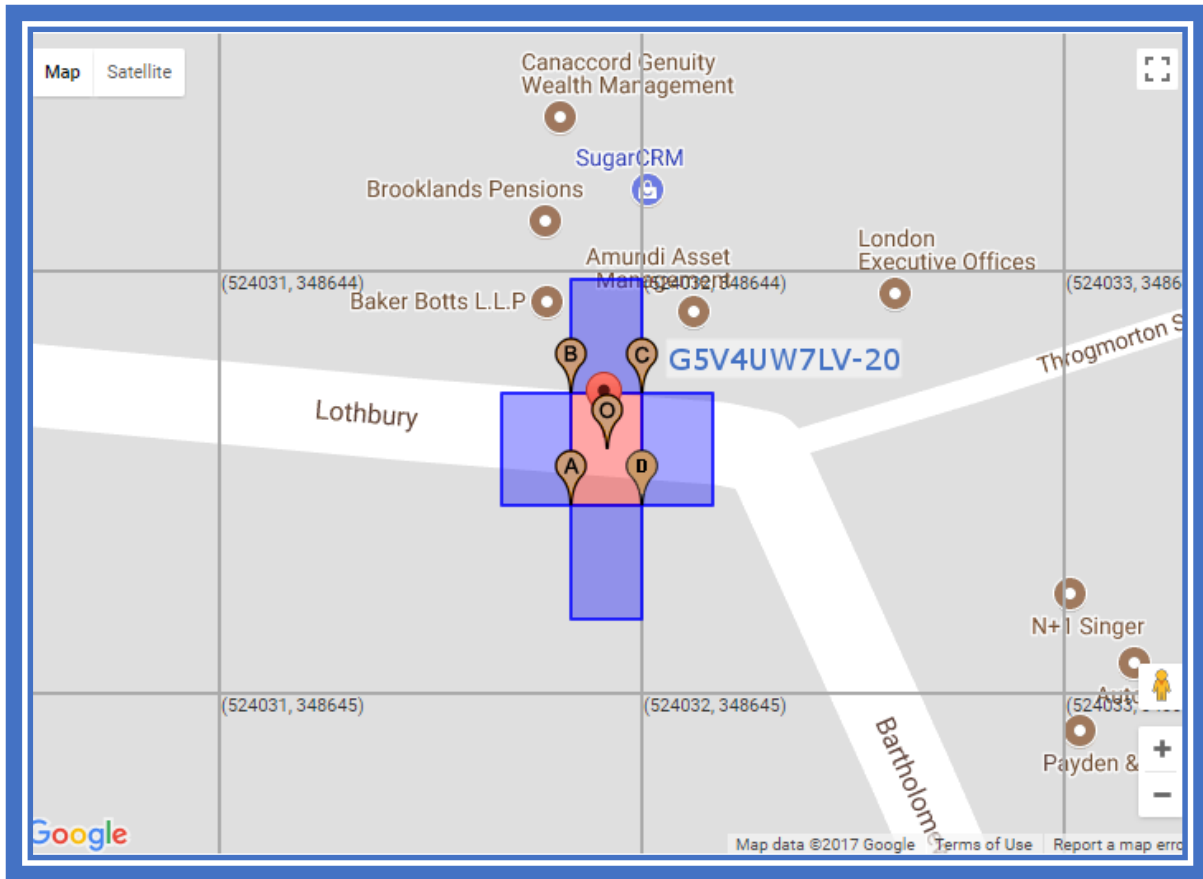 Map Satellite
Canaccord Genuity
Wealth Management
SugarCRM
Brooklands Pensions
Amundi Asset
Management
London
Executive Offices
(524031, 348644)
(524032, 348644)
(524033, 3486
Baker Botts L.L.P
Throgmorton S
B
C
G5V4UW7LV-20
Lothbury
O
A
D
N+1 Singer
Auto
(524031, 348645)
(524032, 348645)
(524033,
Payden &
Bartholome
Google
Map data ©2017 Google Terms of Use Report a map erro